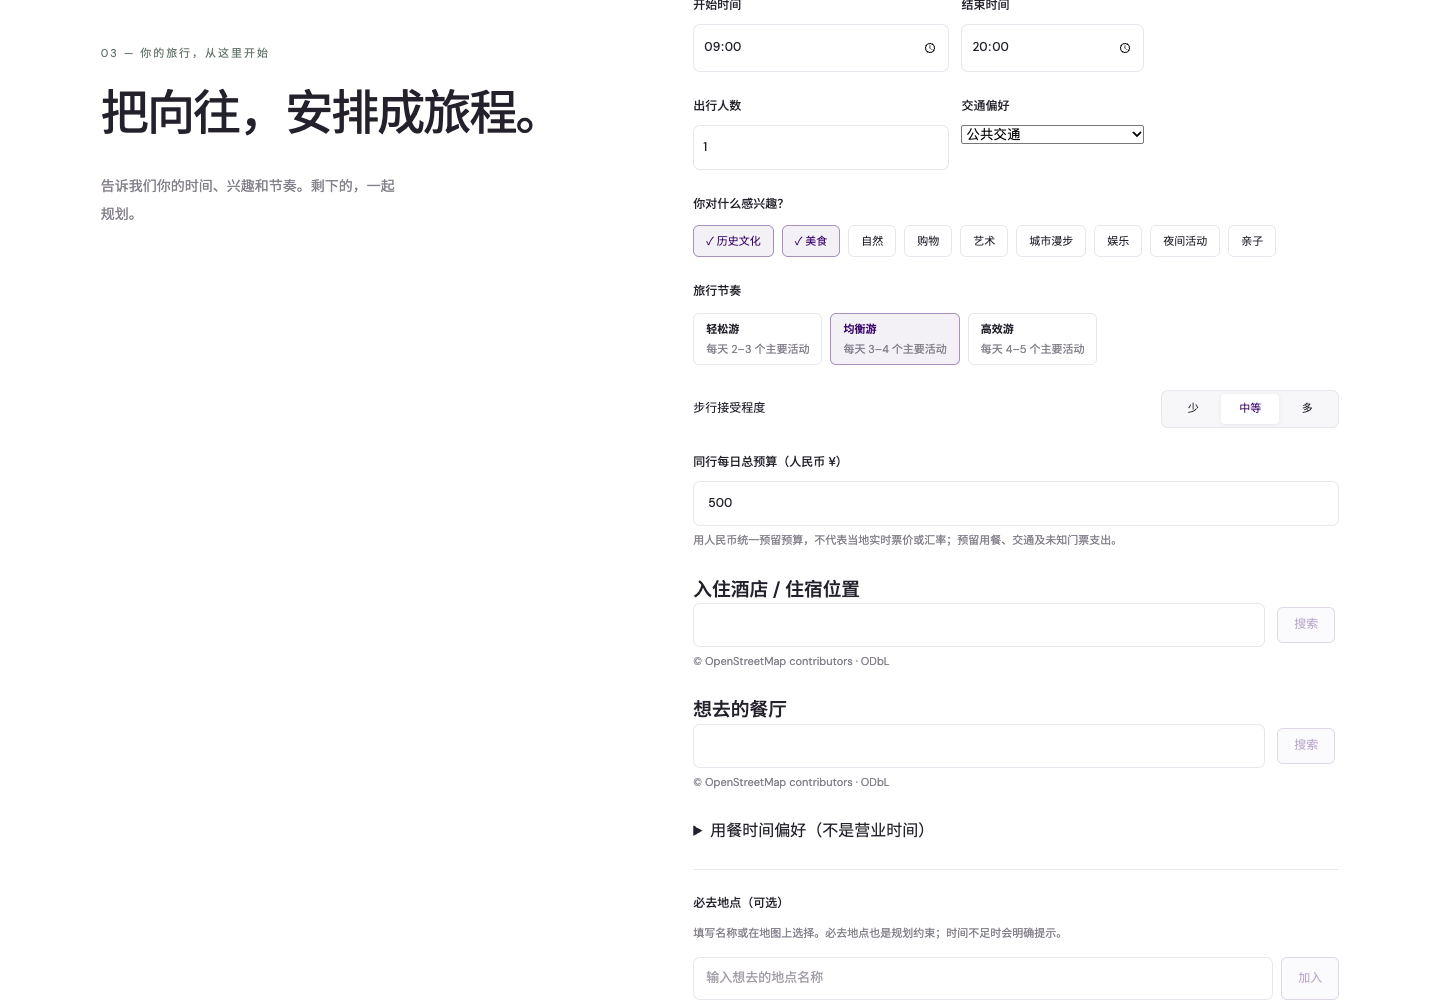 03 — 你的旅行，从这里开始
把向往，安排成旅程。
告诉我们你的时间、兴趣和节奏。剩下的，一起
规划。
开始时间
结束时间
09:00
20:00
出行人数
交通偏好
1
公共交通
你对什么感兴趣？
✓ 历史文化
✓ 美食
自然
购物
艺术
城市漫步
娱乐
夜间活动
亲子
旅行节奏
轻松游
每天 2–3 个主要活动
均衡游
每天 3–4 个主要活动
高效游
每天 4–5 个主要活动
步行接受程度
少
中等
多
同行每日总预算（人民币 ¥）
500
用人民币统一预留预算，不代表当地实时票价或汇率；预留用餐、交通及未知门票支出。
入住酒店 / 住宿位置
搜索
© OpenStreetMap contributors · ODbL
想去的餐厅
搜索
© OpenStreetMap contributors · ODbL
▶ 用餐时间偏好（不是营业时间）
必去地点（可选）
填写名称或在地图上选择。必去地点也是规划约束；时间不足时会明确提示。
输入想去的地点名称
加入